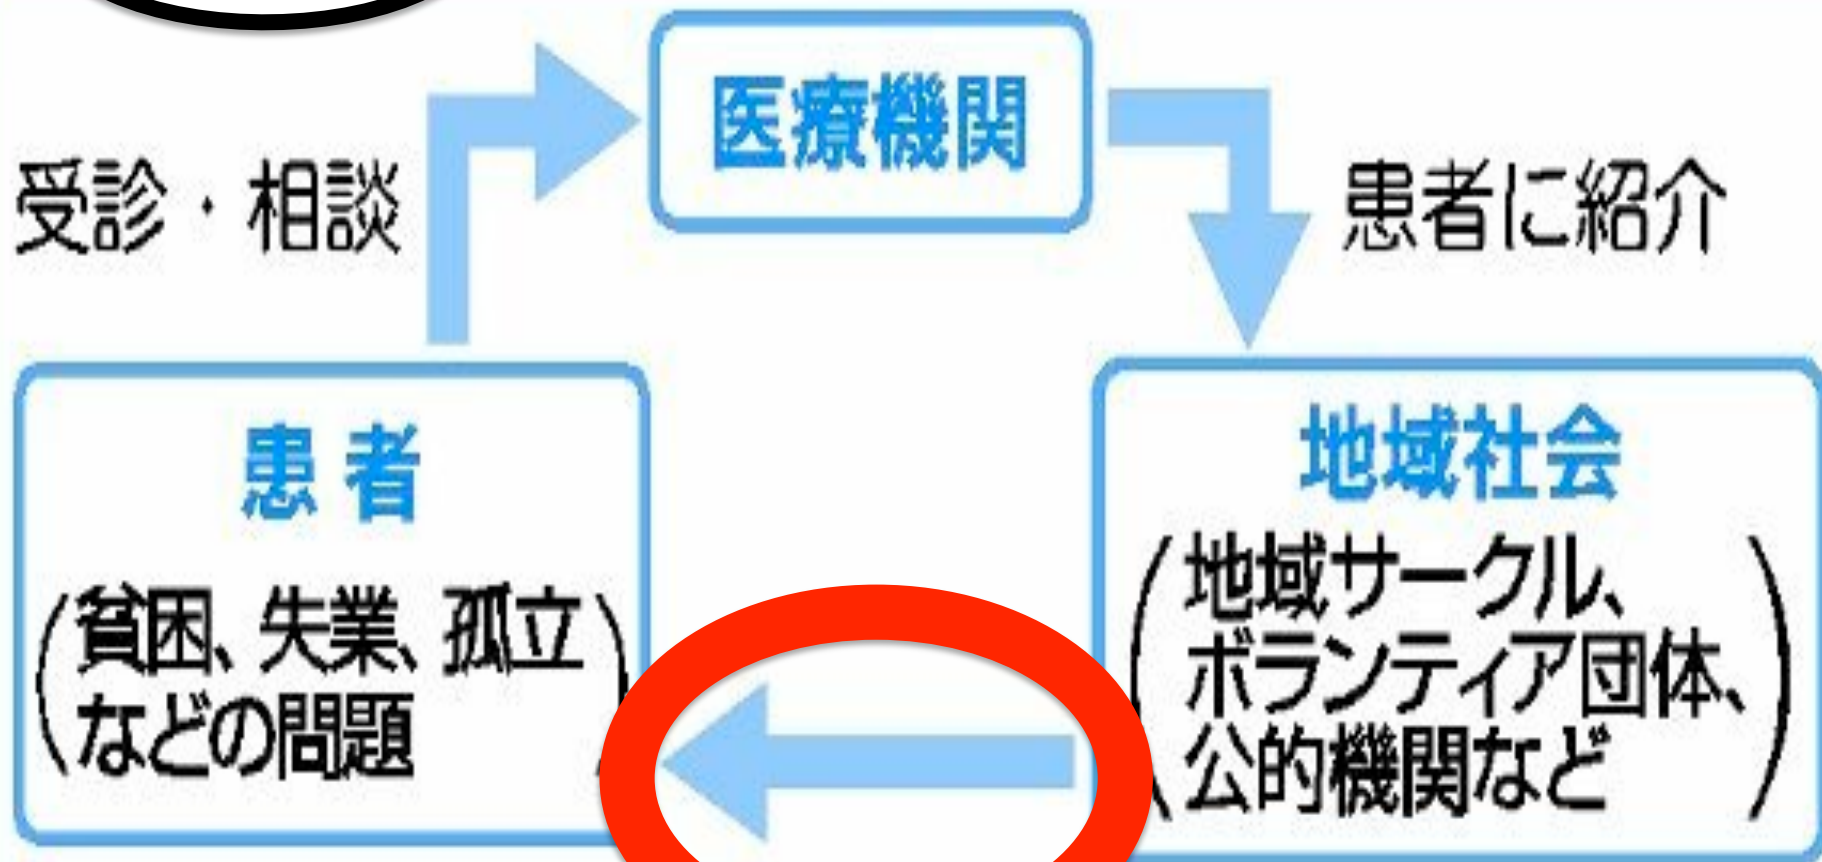 医療機関
受診・相談
患者に紹介
患者
(貧困、失業、孤立
などの問題)
地域社会
(地域サークル、
ボランティア団体、
公的機関など)